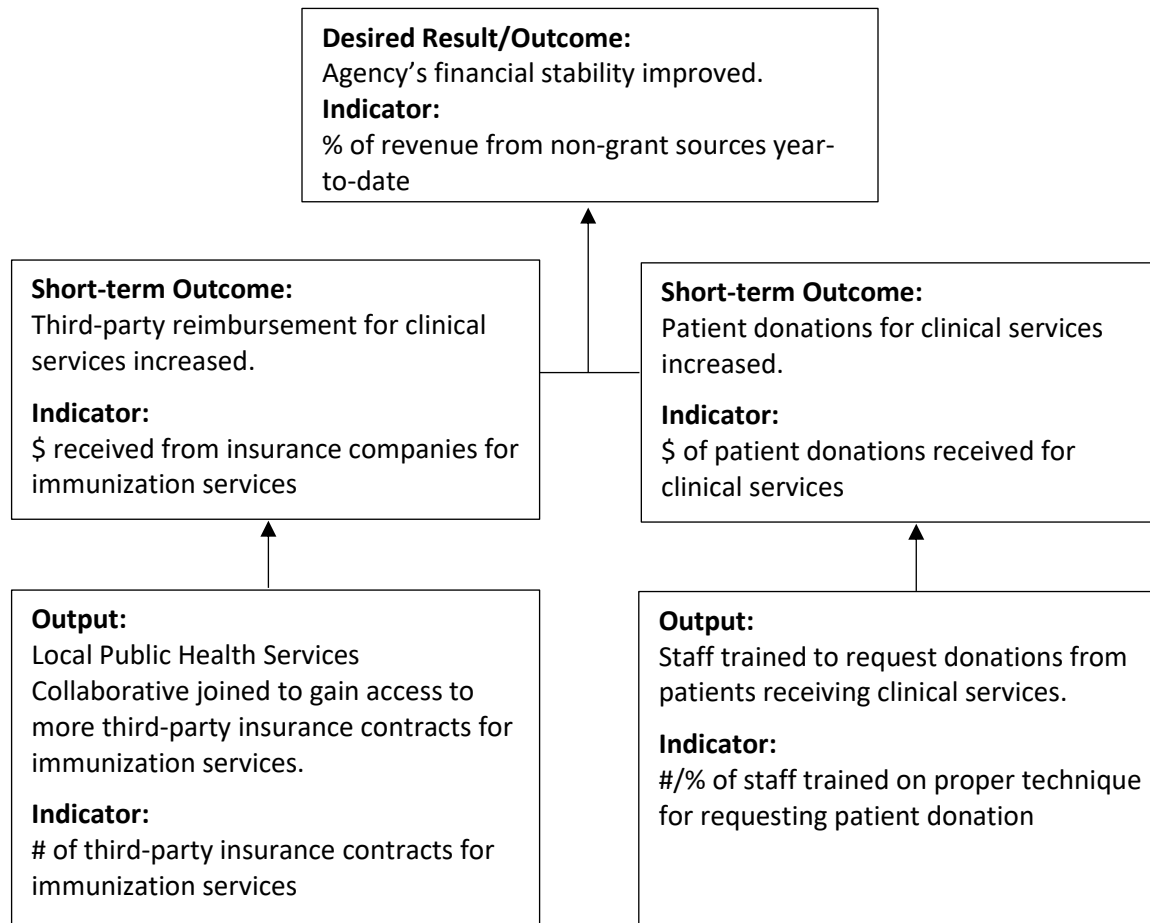 Desired Result/Outcome:
Agency’s financial stability improved.
Indicator:
% of revenue from non-grant sources year-
to-date
Short-term Outcome:
Third-party reimbursement for clinical
services increased.
Indicator:
$ received from insurance companies for
immunization services
Short-term Outcome:
Patient donations for clinical services
increased.
Indicator:
$ of patient donations received for
clinical services
Output:
Local Public Health Services
Collaborative joined to gain access to
more third-party insurance contracts for
immunization services.
Indicator:
# of third-party insurance contracts for
immunization services
Output:
Staff trained to request donations from
patients receiving clinical services.
Indicator:
#/% of staff trained on proper technique
for requesting patient donation